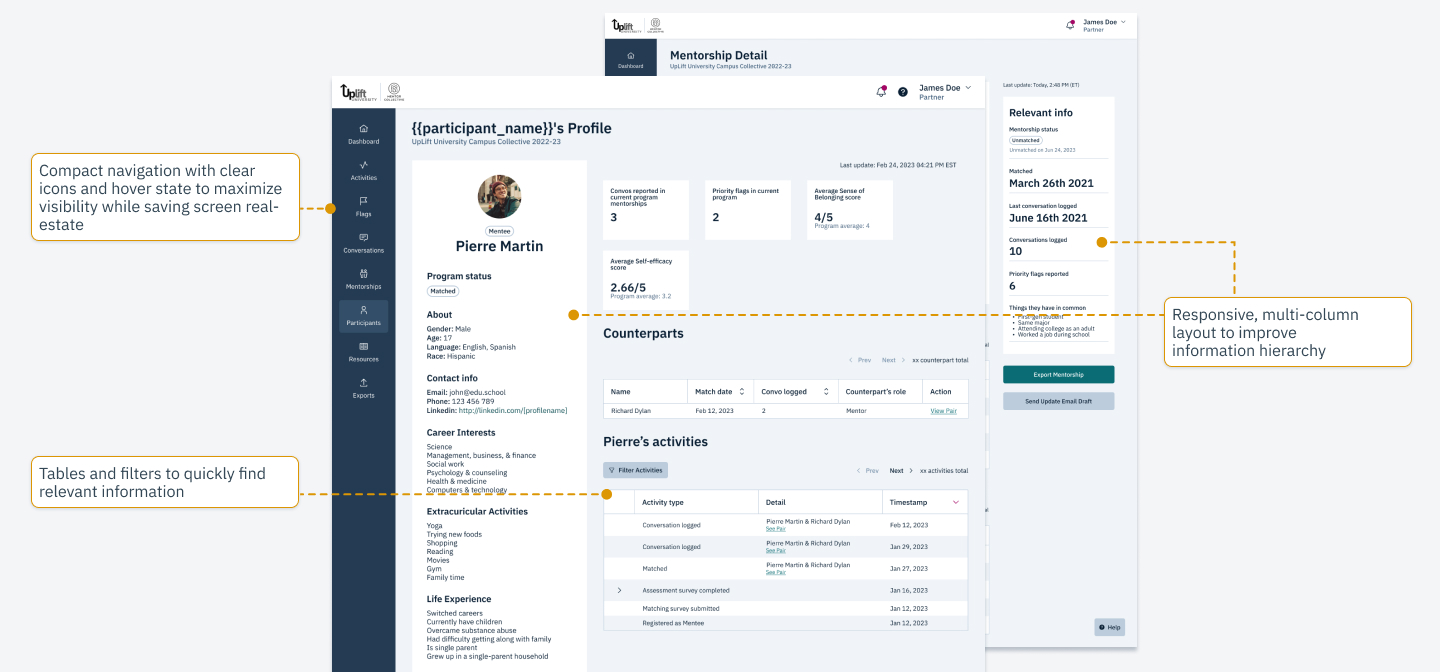 Uplift
UNIVERSITY
MENTOR
COLLECTIVE
James Doe
Partner
Dashboard
Mentorship Detail
UpLift University Campus Collective 2022-23
Last update: Today, 2:48 PM (ET)
Relevant info
Mentorship status
Unmatched
Unmatched on Jun 24, 2023
Matched
March 26th 2021
Last conversation logged
June 16th 2021
Conversations logged
10
Priority flags reported
6
Things they have in common
• First-gen student
• Same major
• Attending college as an adult
• Worked a job during school
Export Mentorship
Send Update Email Draft
Help
Uplift
UNIVERSITY
MENTOR
COLLECTIVE
James Doe
Partner
Dashboard
Activities
Flags
Conversations
Mentorships
Participants
Resources
Exports
{{participant_name}}'s Profile
UpLift University Campus Collective 2022-23
Last update: Feb 24, 2023 04:21 PM EST
Mentee
Pierre Martin
Program status
Matched
About
Gender: Male
Age: 17
Language: English, Spanish
Race: Hispanic
Contact info
Email: john@edu.school
Phone: 123 456 789
Linkedin: http://linkedin.com/[profilename]
Career Interests
Science
Management, business, & finance
Social work
Psychology & counseling
Health & medicine
Computers & technology
Extracuricular Activities
Yoga
Trying new foods
Shopping
Reading
Movies
Gym
Family time
Life Experience
Switched careers
Currently have children
Overcame substance abuse
Had difficulty getting along with family
Is single parent
Grew up in a single-parent household
Convos reported in
current program
mentorships
3
Priority flags in current
program
2
Average Sense of
Belonging score
4/5
Program average: 4
Average Self-efficacy
score
2.66/5
Program average: 3.2
Counterparts
Prev Next xx counterpart total
Name Match date Convo logged Counterpart's role Action
Richard Dylan Feb 12, 2023 2 Mentor View Pair
Pierre’s activities
Filter Activities Prev Next xx activities total
Activity type Detail Timestamp
Conversation logged Pierre Martin & Richard Dylan Feb 12, 2023
See Pair
Conversation logged Pierre Martin & Richard Dylan Jan 29, 2023
See Pair
Matched Pierre Martin & Richard Dylan Jan 27, 2023
See Pair
Assessment survey completed Jan 16, 2023
Matching survey submitted Jan 12, 2023
Registered as Mentee Jan 12, 2023
Compact navigation with clear
icons and hover state to maximize
visibility while saving screen real-
estate
Tables and filters to quickly find
relevant information
Responsive, multi-column
layout to improve
information hierarchy